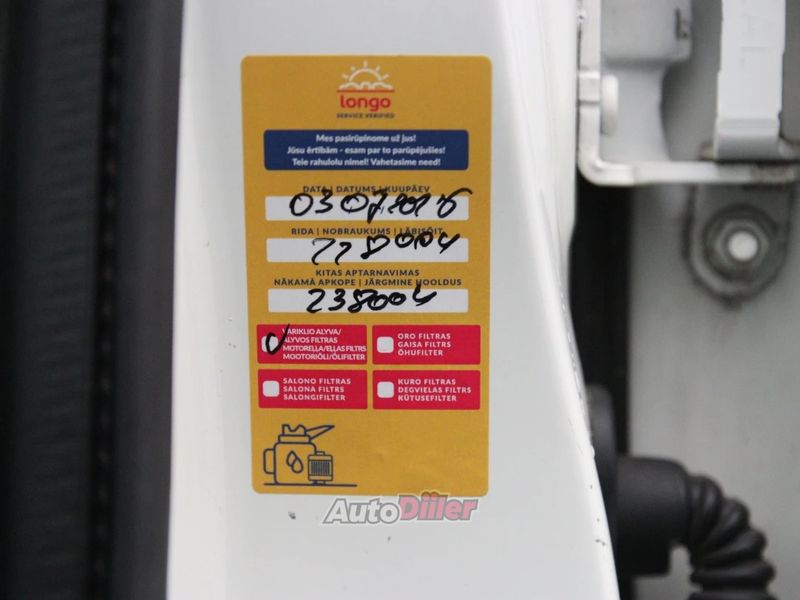 longo
SERVICE VERIFIED
Mes pasirūpinome už jus!
Jūsu ērtībām - esam par to parūpējušies!
Teie rahulolu nimel! Vahetasime need!
DATA | DATUMS | KUUPÄEV
RIDA | NOBRAUKUMS | LÄBISÕIT
228004
KITAS APTARNAVIMAS
NĀKAMĀ APKOPE | JÄRGMINE HOOLDUS
238004
VARIKLIO ALYVA/
ALYVOS FILTRAS
MOTOREĻĻA/EĻĻAS FILTRS
MOOTORIÕLI/ÕLIFILTER
ORO FILTRAS
GAISA FILTRS
ÕHUFILTER
SALONO FILTRAS
SALONA FILTRS
SALONGIFILTER
KURO FILTRAS
DEGVIELAS FILTRS
KÜTUSEFILTER
AutoDiiler